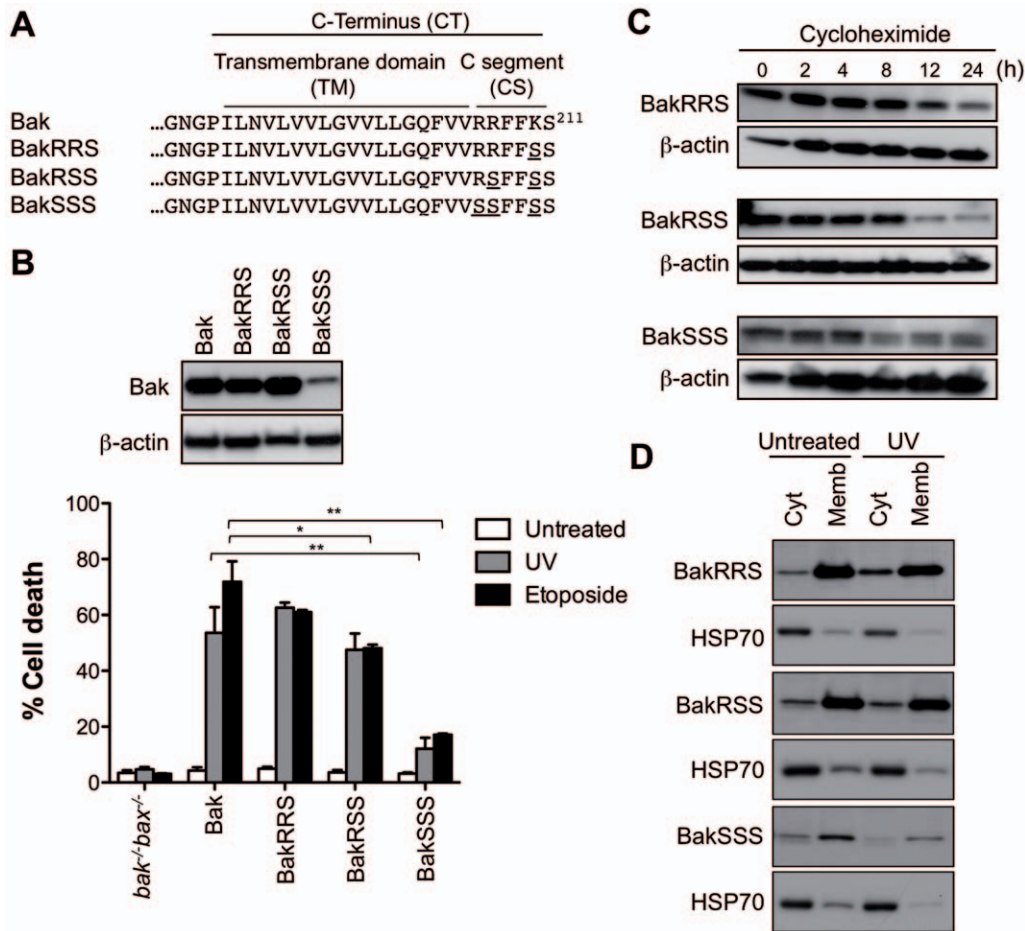 A
C-Terminus (CT)
Transmembrane domain (TM)
C segment (CS)
Bak ...GNGPILNVLVVLGVVLLGQFVVRRFFKS211
BakRRS ...GNGPILNVLVVLGVVLLGQFVVRRFFSS
BakRSS ...GNGPILNVLVVLGVVLLGQFVVRSFFSS
BakSSS ...GNGPILNVLVVLGVVLLGQFVVSSFFSS
B
Bak
BakRRS
BakRSS
BakSSS
Bak
β-actin
% Cell death
100
80
60
40
20
0
**
*
**
Untreated
UV
Etoposide
bak-/-bax-/-
Bak
BakRRS
BakRSS
BakSSS
C
Cycloheximide
0 2 4 8 12 24 (h)
BakRRS
β-actin
BakRSS
β-actin
BakSSS
β-actin
D
Untreated UV
Cyt Memb Cyt Memb
BakRRS
HSP70
BakRSS
HSP70
BakSSS
HSP70